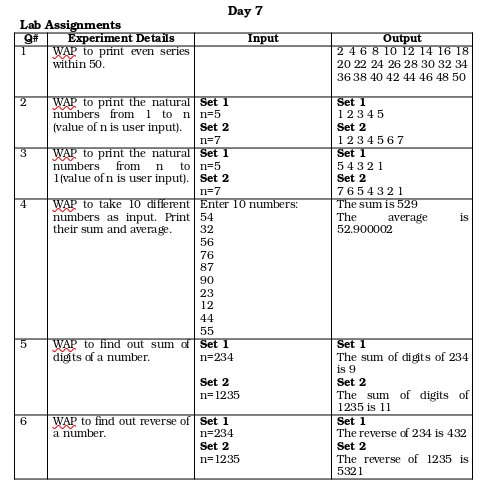 Day 7
Lab Assignments
Q# Experiment Details Input Output
1 WAP to print even series within 50.
2 4 6 8 10 12 14 16 18
20 22 24 26 28 30 32 34
36 38 40 42 44 46 48 50
2 WAP to print the natural
numbers from 1 to n
(value of n is user input).
Set 1
n=5
Set 2
n=7
Set 1
1 2 3 4 5
Set 2
1 2 3 4 5 6 7
3 WAP to print the natural
numbers from n to
1(value of n is user input).
Set 1
n=5
Set 2
n=7
Set 1
5 4 3 2 1
Set 2
7 6 5 4 3 2 1
4 WAP to take 10 different
numbers as input. Print
their sum and average.
Enter 10 numbers:
54
32
56
76
87
90
23
12
44
55
The sum is 529
The average is
52.900002
5 WAP to find out sum of
digits of a number.
Set 1
n=234
Set 2
n=1235
Set 1
The sum of digits of 234
is 9
Set 2
The sum of digits of
1235 is 11
6 WAP to find out reverse of
a number.
Set 1
n=234
Set 2
n=1235
Set 1
The reverse of 234 is 432
Set 2
The reverse of 1235 is
5321